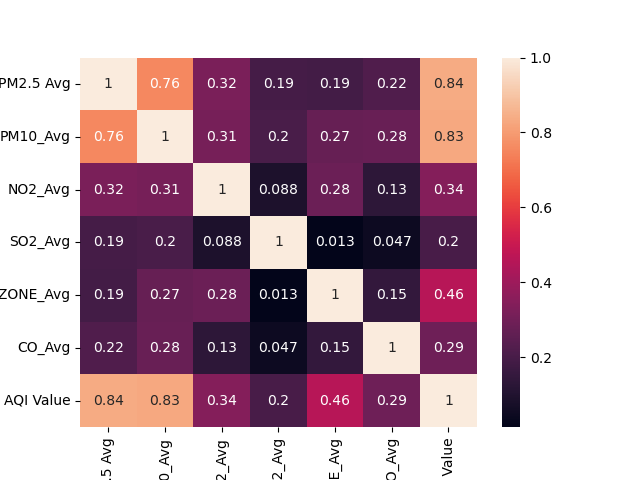 PM2.5 Avg 1 0.76 0.32 0.19 0.19 0.22 0.84
PM10_Avg 0.76 1 0.31 0.2 0.27 0.28 0.83
NO2_Avg 0.32 0.31 1 0.088 0.28 0.13 0.34
SO2_Avg 0.19 0.2 0.088 1 0.013 0.047 0.2
ZONE_Avg 0.19 0.27 0.28 0.013 1 0.15 0.46
CO_Avg 0.22 0.28 0.13 0.047 0.15 1 0.29
AQI Value 0.84 0.83 0.34 0.2 0.46 0.29 1
.5 Avg
0_Avg
2_Avg
2_Avg
E_Avg
O_Avg
Value
1.0
0.8
0.6
0.4
0.2